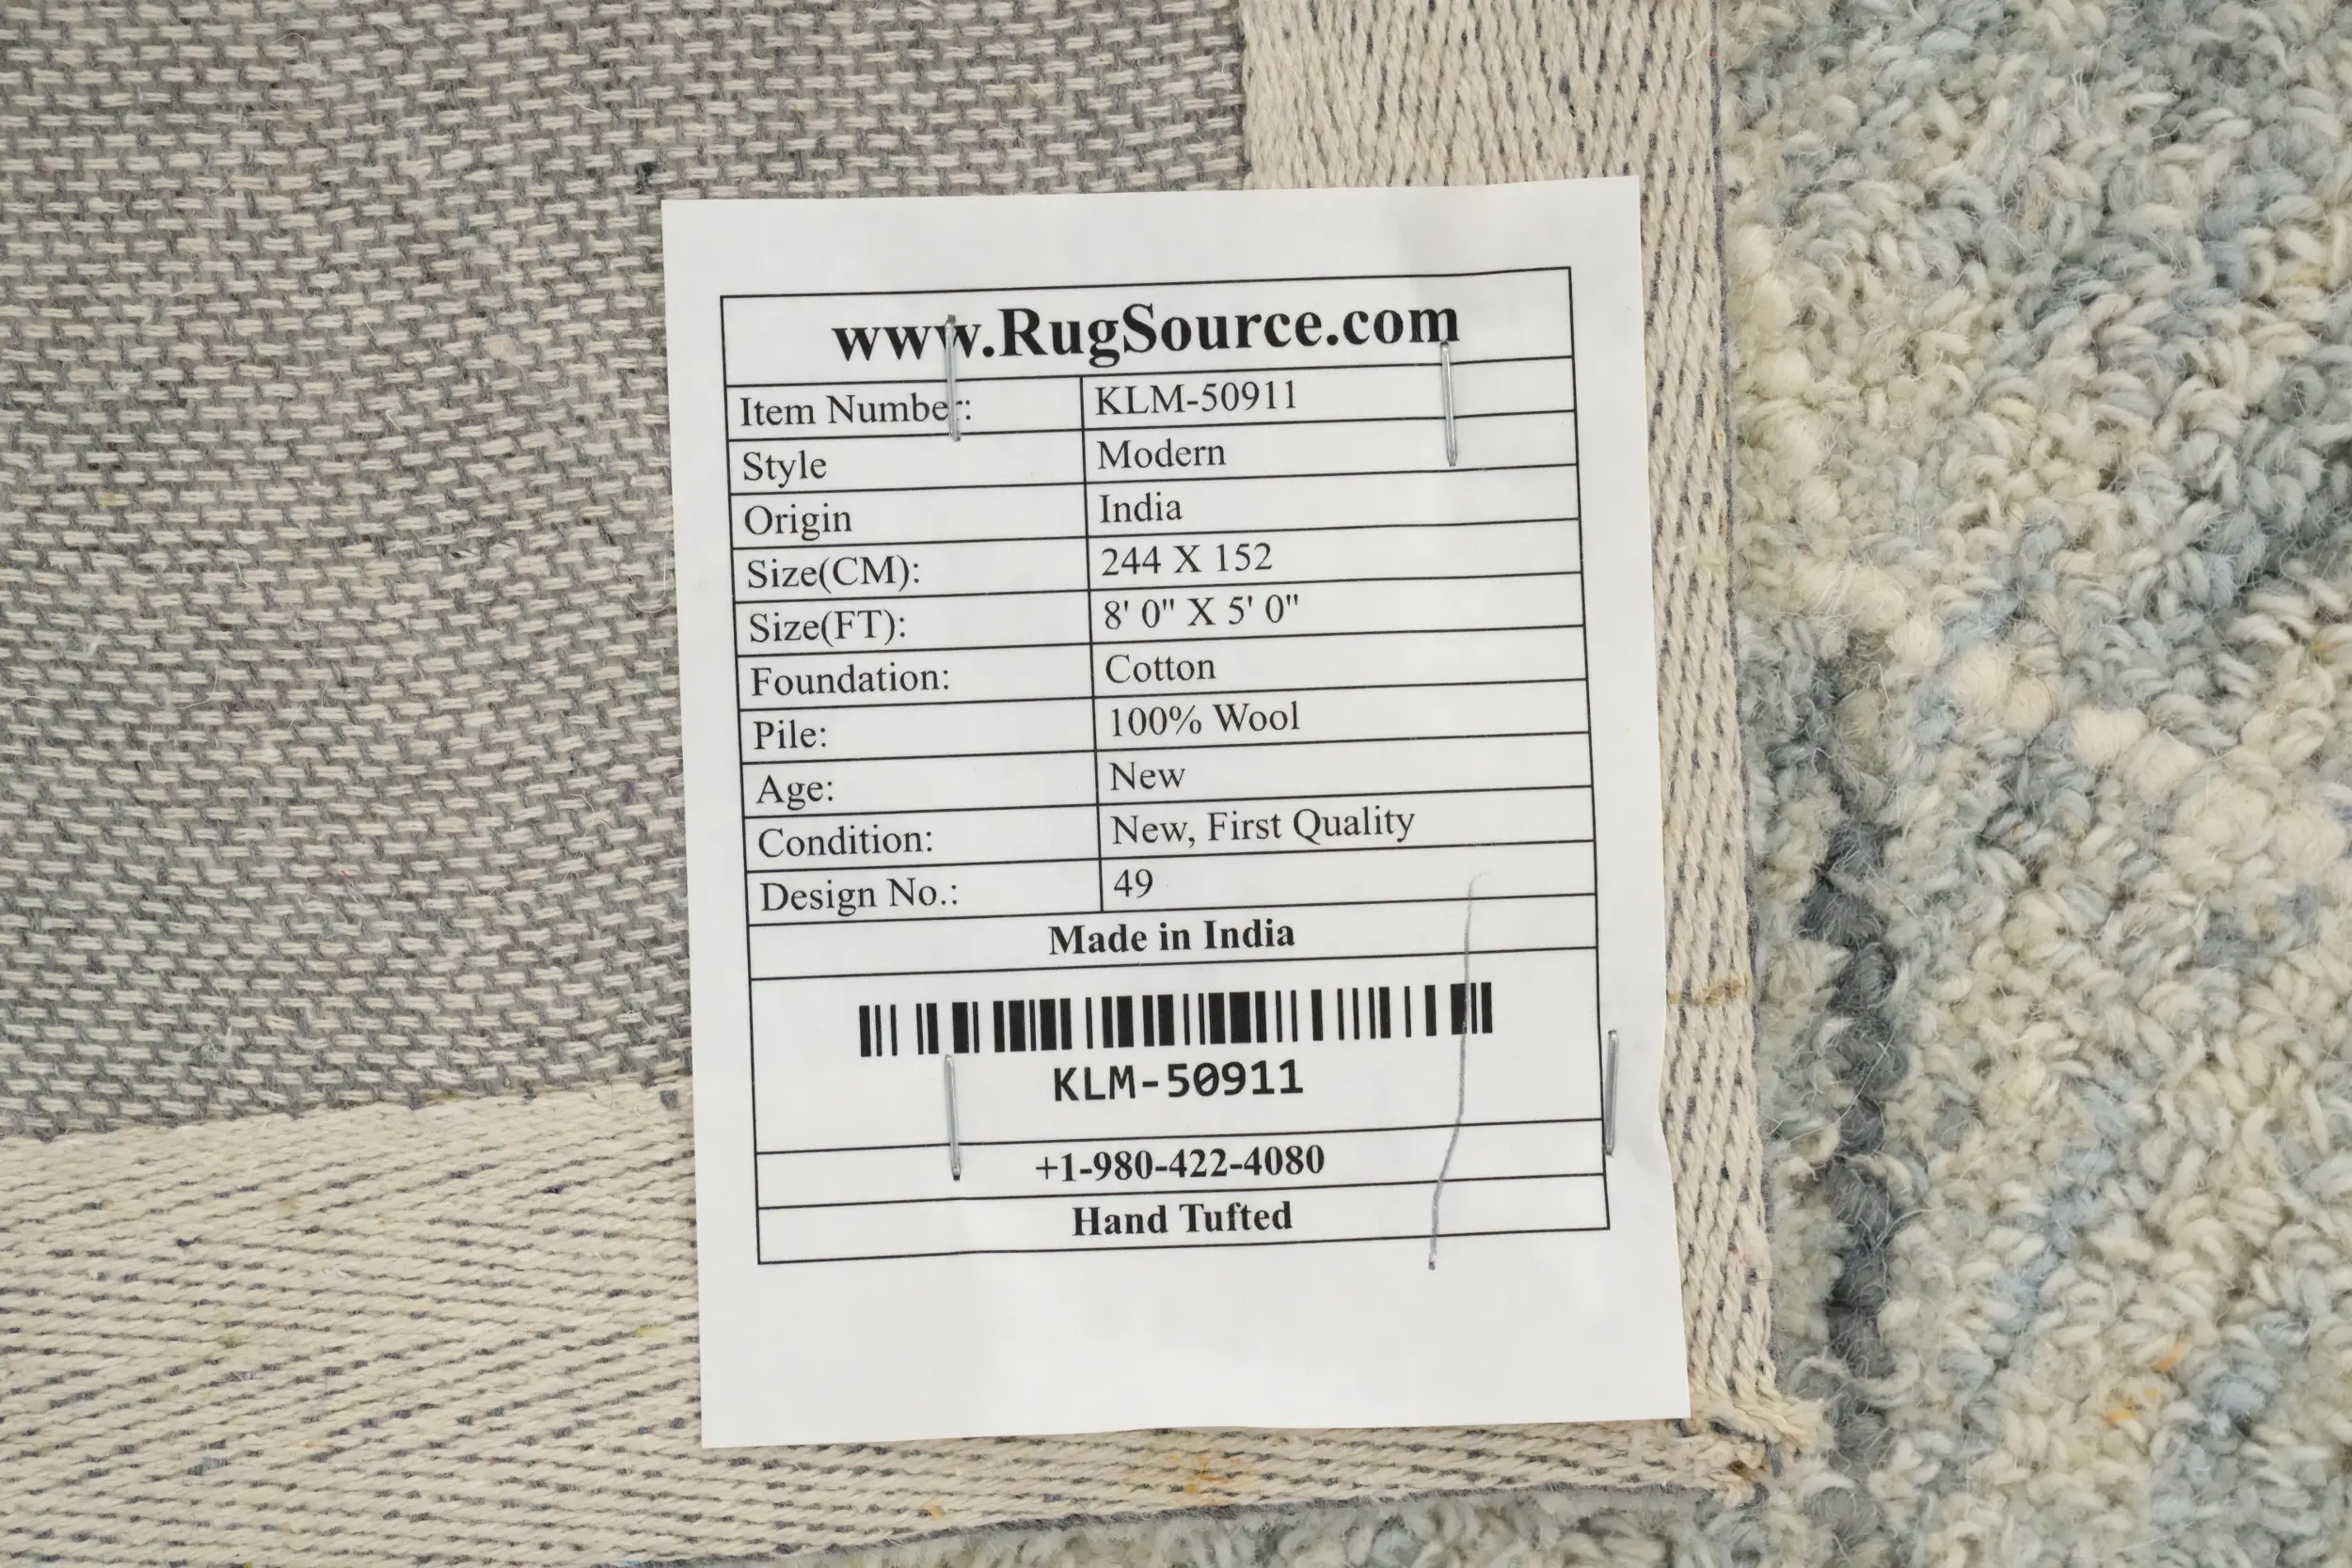 www.RugSource.com
Item Number: KLM-50911
Style Modern
Origin India
Size(CM): 244 X 152
Size(FT): 8' 0" X 5' 0"
Foundation: Cotton
Pile: 100% Wool
Age: New
Condition: New, First Quality
Design No.: 49
Made in India
KLM-50911
+1-980-422-4080
Hand Tufted